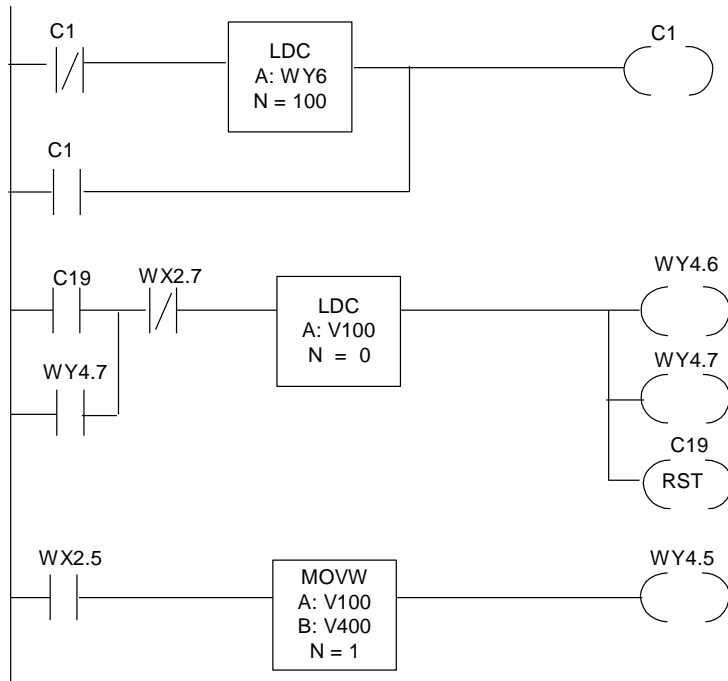 C1
LDC
A: WY6
N = 100
C1
C1
C19
WX2.7
LDC
A: V100
N = 0
WY4.6
WY4.7
WY4.7
C19
RST
WX2.5
MOVW
A: V100
B: V400
N = 1
WY4.5